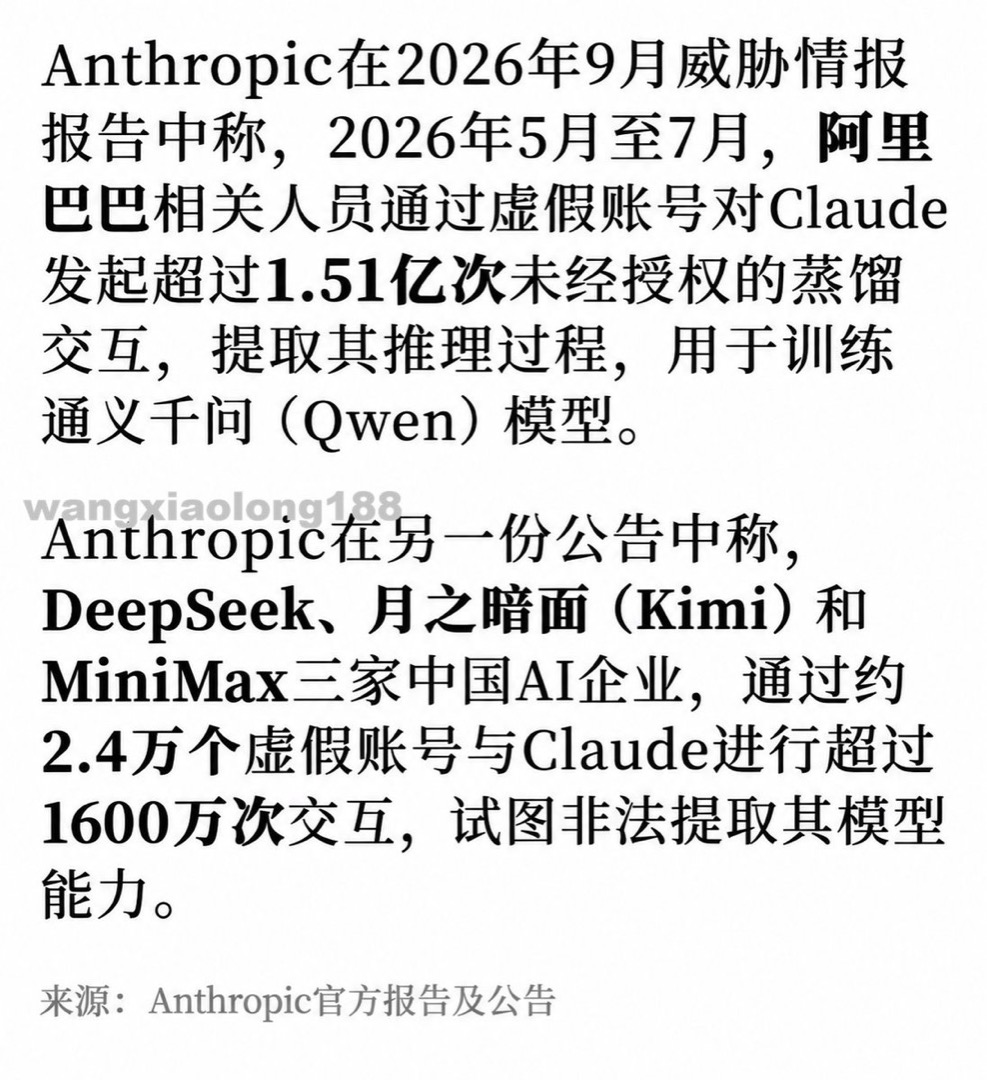 Anthropic在2026年9月威胁情报
报告中称，2026年5月至7月，阿里
巴巴相关人员通过虚假账号对Claude
发起超过1.51亿次未经授权的蒸馏
交互，提取其推理过程，用于训练
通义千问（Qwen）模型。
wangxiaolong188
Anthropic在另一份公告中称，
DeepSeek、月之暗面（Kimi）和
MiniMax三家中国AI企业，通过约
2.4万个虚假账号与Claude进行超过
1600万次交互，试图非法提取其模型
能力。
来源：Anthropic官方报告及公告